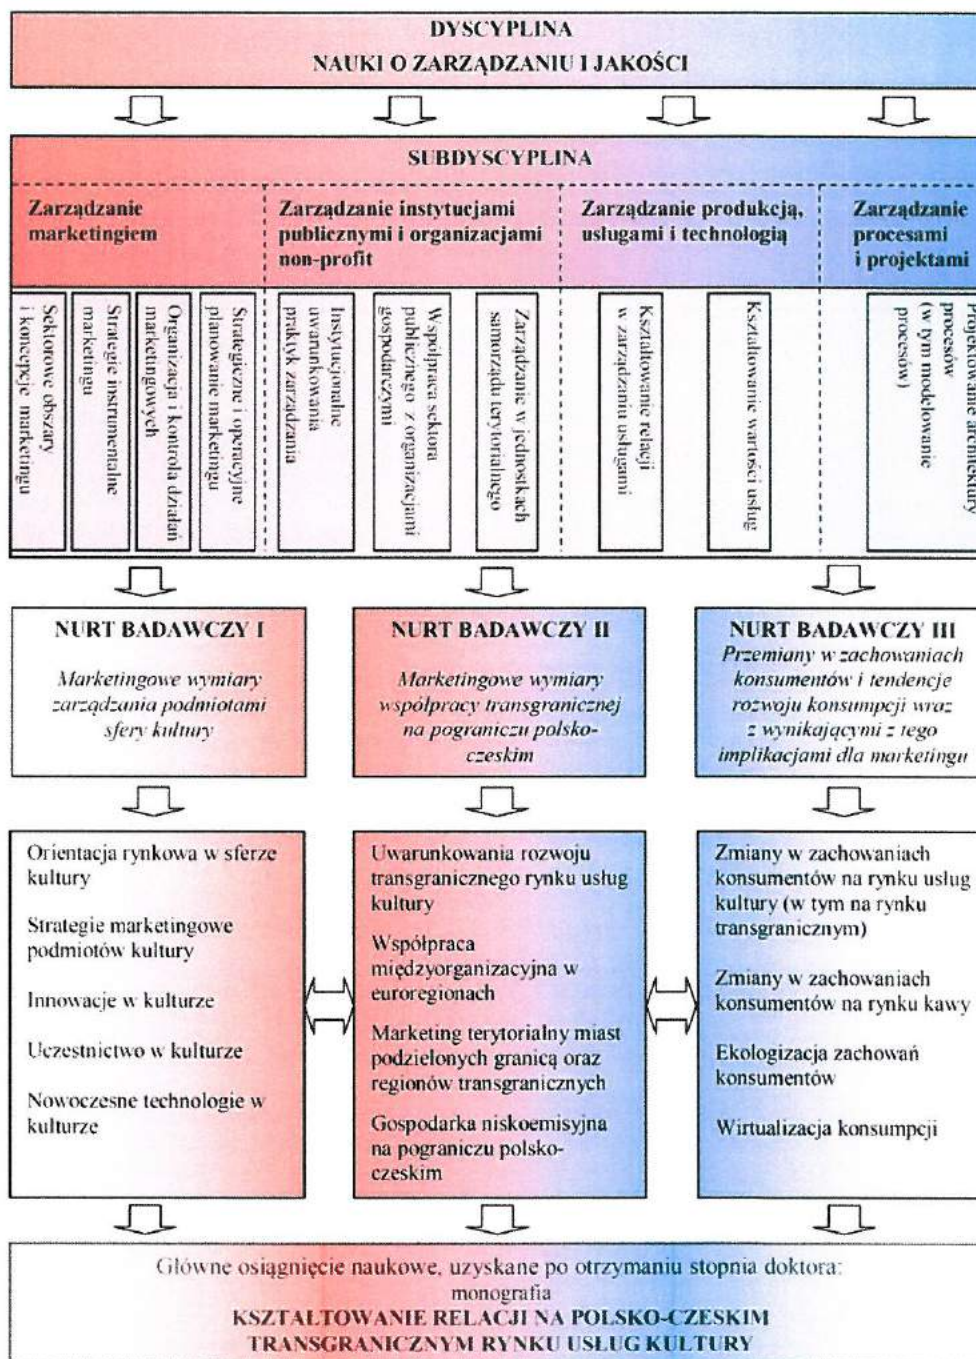 DYSCYPLINA
NAUKI O ZARZĄDZANIU I JAKOŚCI
SUBDYSCYPLINA
Zarządzanie
marketingiem
Zarządzanie instytucjami
publicznymi i organizacjami
non-profit
Zarządzanie produkcją,
usługami i technologią
Zarządzanie
procesami
i projektami
Sektorowe obszary
i koncepcje marketingu
Strategie instrumentalne
marketingu
Organizacja i kontrola działań
marketingowych
Strategiczne i operacyjne
planowanie marketingu
Instytucjonalne
uwarunkowania
praktyk zarządzania
Współpraca sektora
publicznego z organizacjami
gospodarczymi
Zarządzanie w jednostkach
samorządu terytorialnego
Kształtowanie relacji
w zarządzaniu usługami
Kształtowanie wartości usług
Projektowanie architektury
procesów
(w tym modelowanie
procesów)
NURT BADAWCZY I
Marketingowe wymiary
zarządzania podmiotami
sfery kultury
NURT BADAWCZY II
Marketingowe wymiary
współpracy transgranicznej
na pograniczu polsko-
czeskim
NURT BADAWCZY III
Przemiany w zachowaniach
konsumentów i tendencje
rozwoju konsumpcji wraz
z wynikającymi z tego
implikacjami dla marketingu
Orientacja rynkowa w sferze
kultury
Strategie marketingowe
podmiotów kultury
Innowacje w kulturze
Uczestnictwo w kulturze
Nowoczesne technologie w
kulturze
Uwarunkowania rozwoju
transgranicznego rynku usług
kultury
Współpraca
międzyorganizacyjna w
euroregionach
Marketing terytorialny miast
podzielonych granicą oraz
regionów transgranicznych
Gospodarka niskoemisyjna
na pograniczu polsko-
czeskim
Zmiany w zachowaniach
konsumentów na rynku usług
kultury (w tym na rynku
transgranicznym)
Zmiany w zachowaniach
konsumentów na rynku kawy
Ekologizacja zachowań
konsumentów
Wirtualizacja konsumpcji
Główne osiągnięcie naukowe, uzyskane po otrzymaniu stopnia doktora:
monografia
KSZTAŁTOWANIE RELACJI NA POLSKO-CZESKIM
TRANSGRANICZNYM RYNKU USŁUG KULTURY